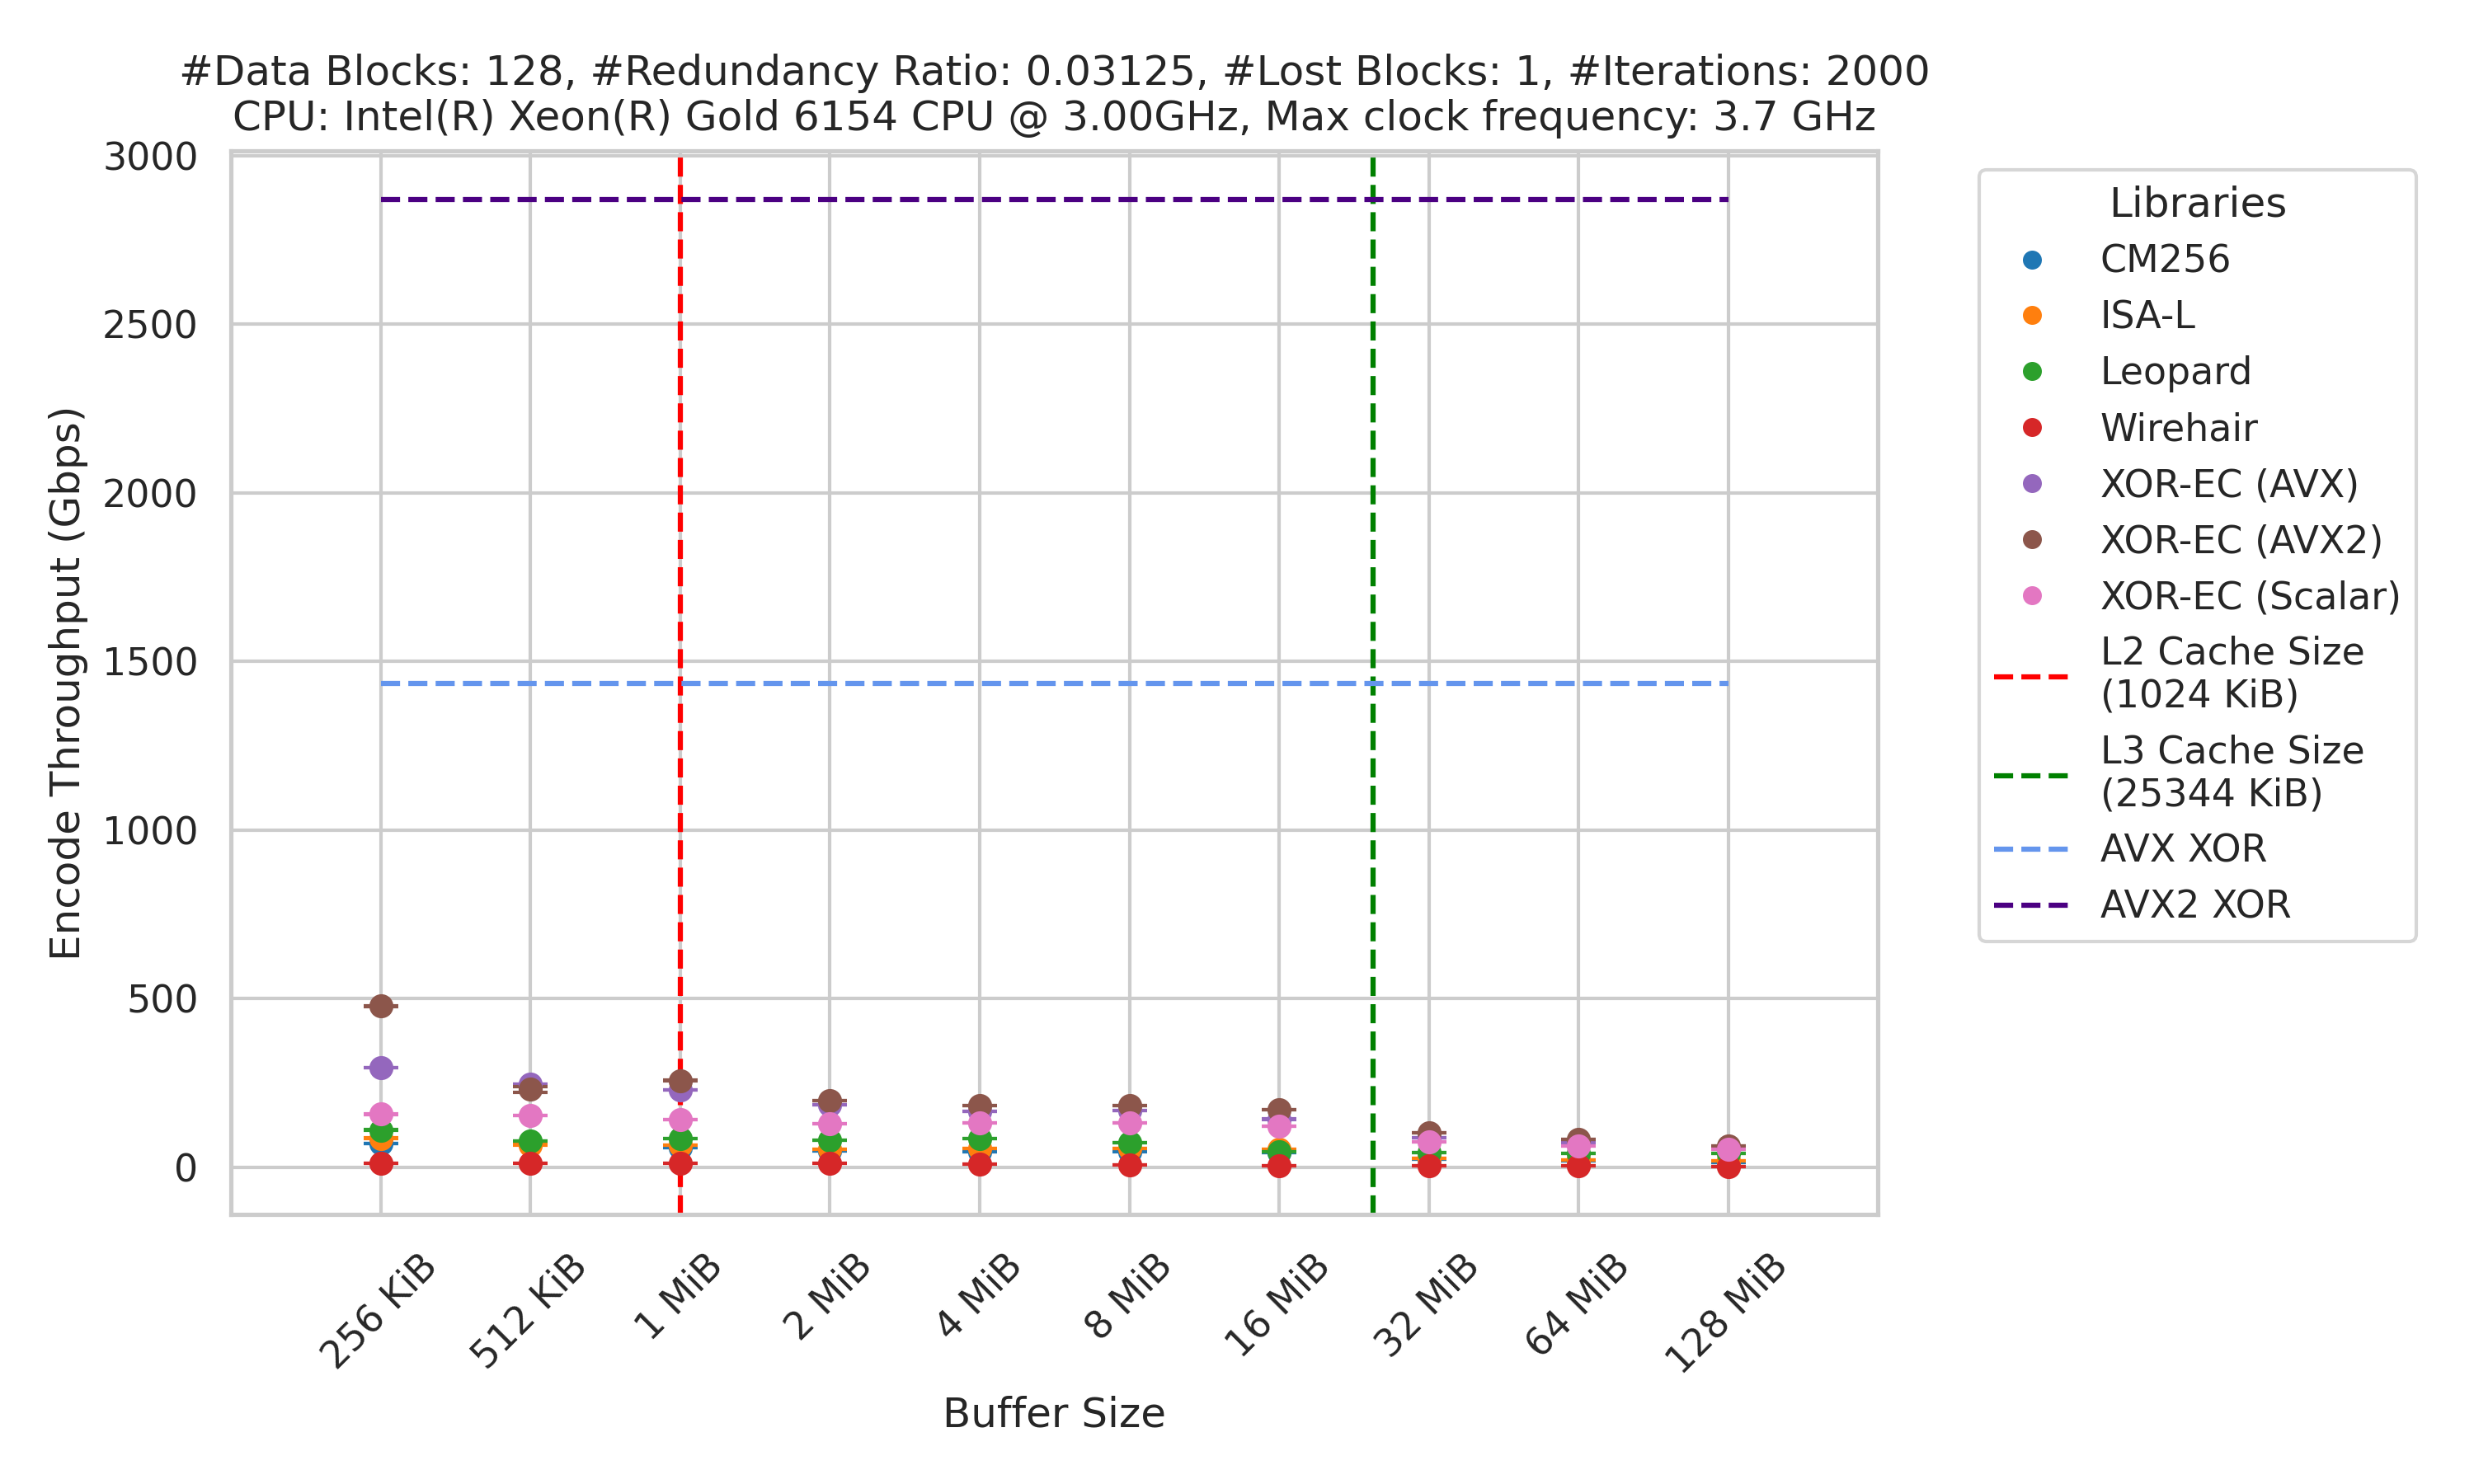 #Data Blocks: 128, #Redundancy Ratio: 0.03125, #Lost Blocks: 1, #Iterations: 2000
CPU: Intel(R) Xeon(R) Gold 6154 CPU @ 3.00GHz, Max clock frequency: 3.7 GHz
Encode Throughput (Gbps)
3000
2500
2000
1500
1000
500
0
256 KiB
512 KiB
1 MiB
2 MiB
4 MiB
8 MiB
16 MiB
32 MiB
64 MiB
128 MiB
Buffer Size
Libraries
CM256
ISA-L
Leopard
Wirehair
XOR-EC (AVX)
XOR-EC (AVX2)
XOR-EC (Scalar)
L2 Cache Size
(1024 KiB)
L3 Cache Size
(25344 KiB)
AVX XOR
AVX2 XOR